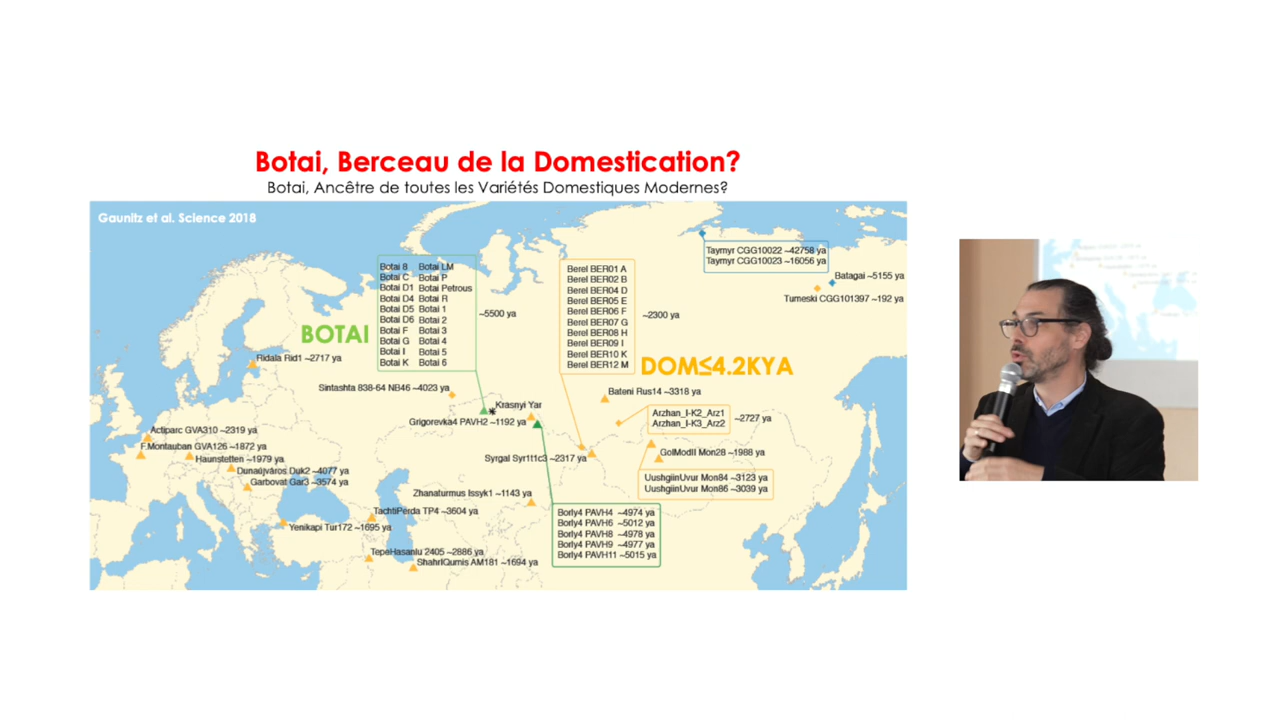 Botai, Berceau de la Domestication?
Botai, Ancêtre de toutes les Variétés Domestiques Modernes?
Gaunitz et al. Science 2018
BOTAI
Botai 8 Botai LM
Botai C Botai P
Botai D1 Botai Petrous
Botai D4 Botai R
Botai D5 Botai 1
Botai D6 Botai 2
Botai F Botai 3
Botai G Botai 4
Botai I Botai 5
Botai K Botai 6
~5500 ya
Berel BER01 A
Berel BER02 B
Berel BER04 D
Berel BER05 E
Berel BER06 F
Berel BER07 G
Berel BER08 H
Berel BER09 I
Berel BER10 K
Berel BER12 M
~2300 ya
DOM≤4.2KYA
Taymyr CGG10022 ~42758 ya
Taymyr CGG10023 ~16056 ya
Batagai ~5155 ya
Tumeski CGG101397 ~192 ya
Ridala Rid1 ~2717 ya
Sintashta 838-64 NB46 ~4023 ya
Krasnyi Yar
Grigorevka4 PAVH2 ~1192 ya
Bateni Rus14 ~3318 ya
Arzhan_I-K2_Arz1
Arzhan_I-K3_Arz2
~2727 ya
Actiparc GVA310 ~2319 ya
F.Montauban GVA126 ~1872 ya
Haunstetten ~1979 ya
Dunaújváros Duk2 ~4077 ya
Garbovat Gar3 ~3574 ya
Syrgal Syr1t1c3 ~2317 ya
GolModII Mon28 ~1988 ya
UushgiinUvur Mon84 ~3123 ya
UushgiinUvur Mon86 ~3039 ya
Zhanaturmus Issyk1 ~1143 ya
TachtiPerda TP4 ~3604 ya
Yenikapi Tur172 ~1695 ya
TepeHasanlu 2405 ~2886 ya
ShahrIQumis AM181 ~1694 ya
Borly4 PAVH4 ~4974 ya
Borly4 PAVH6 ~5012 ya
Borly4 PAVH8 ~4978 ya
Borly4 PAVH9 ~4977 ya
Borly4 PAVH11 ~5015 ya